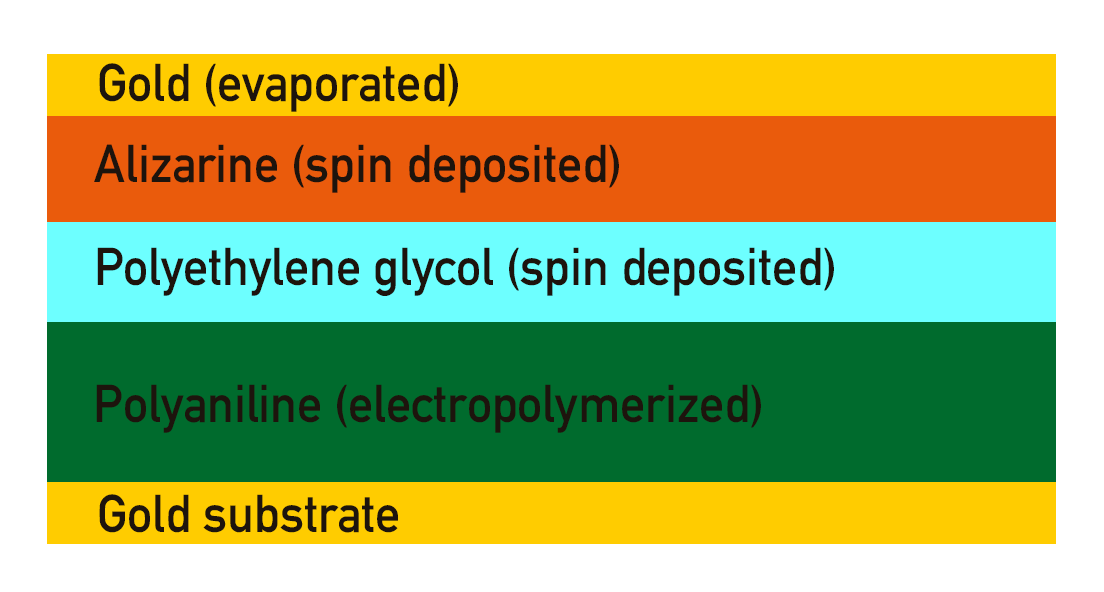 Gold (evaporated)
Alizarine (spin deposited)
Polyethylene glycol (spin deposited)
Polyaniline (electropolymerized)
Gold substrate